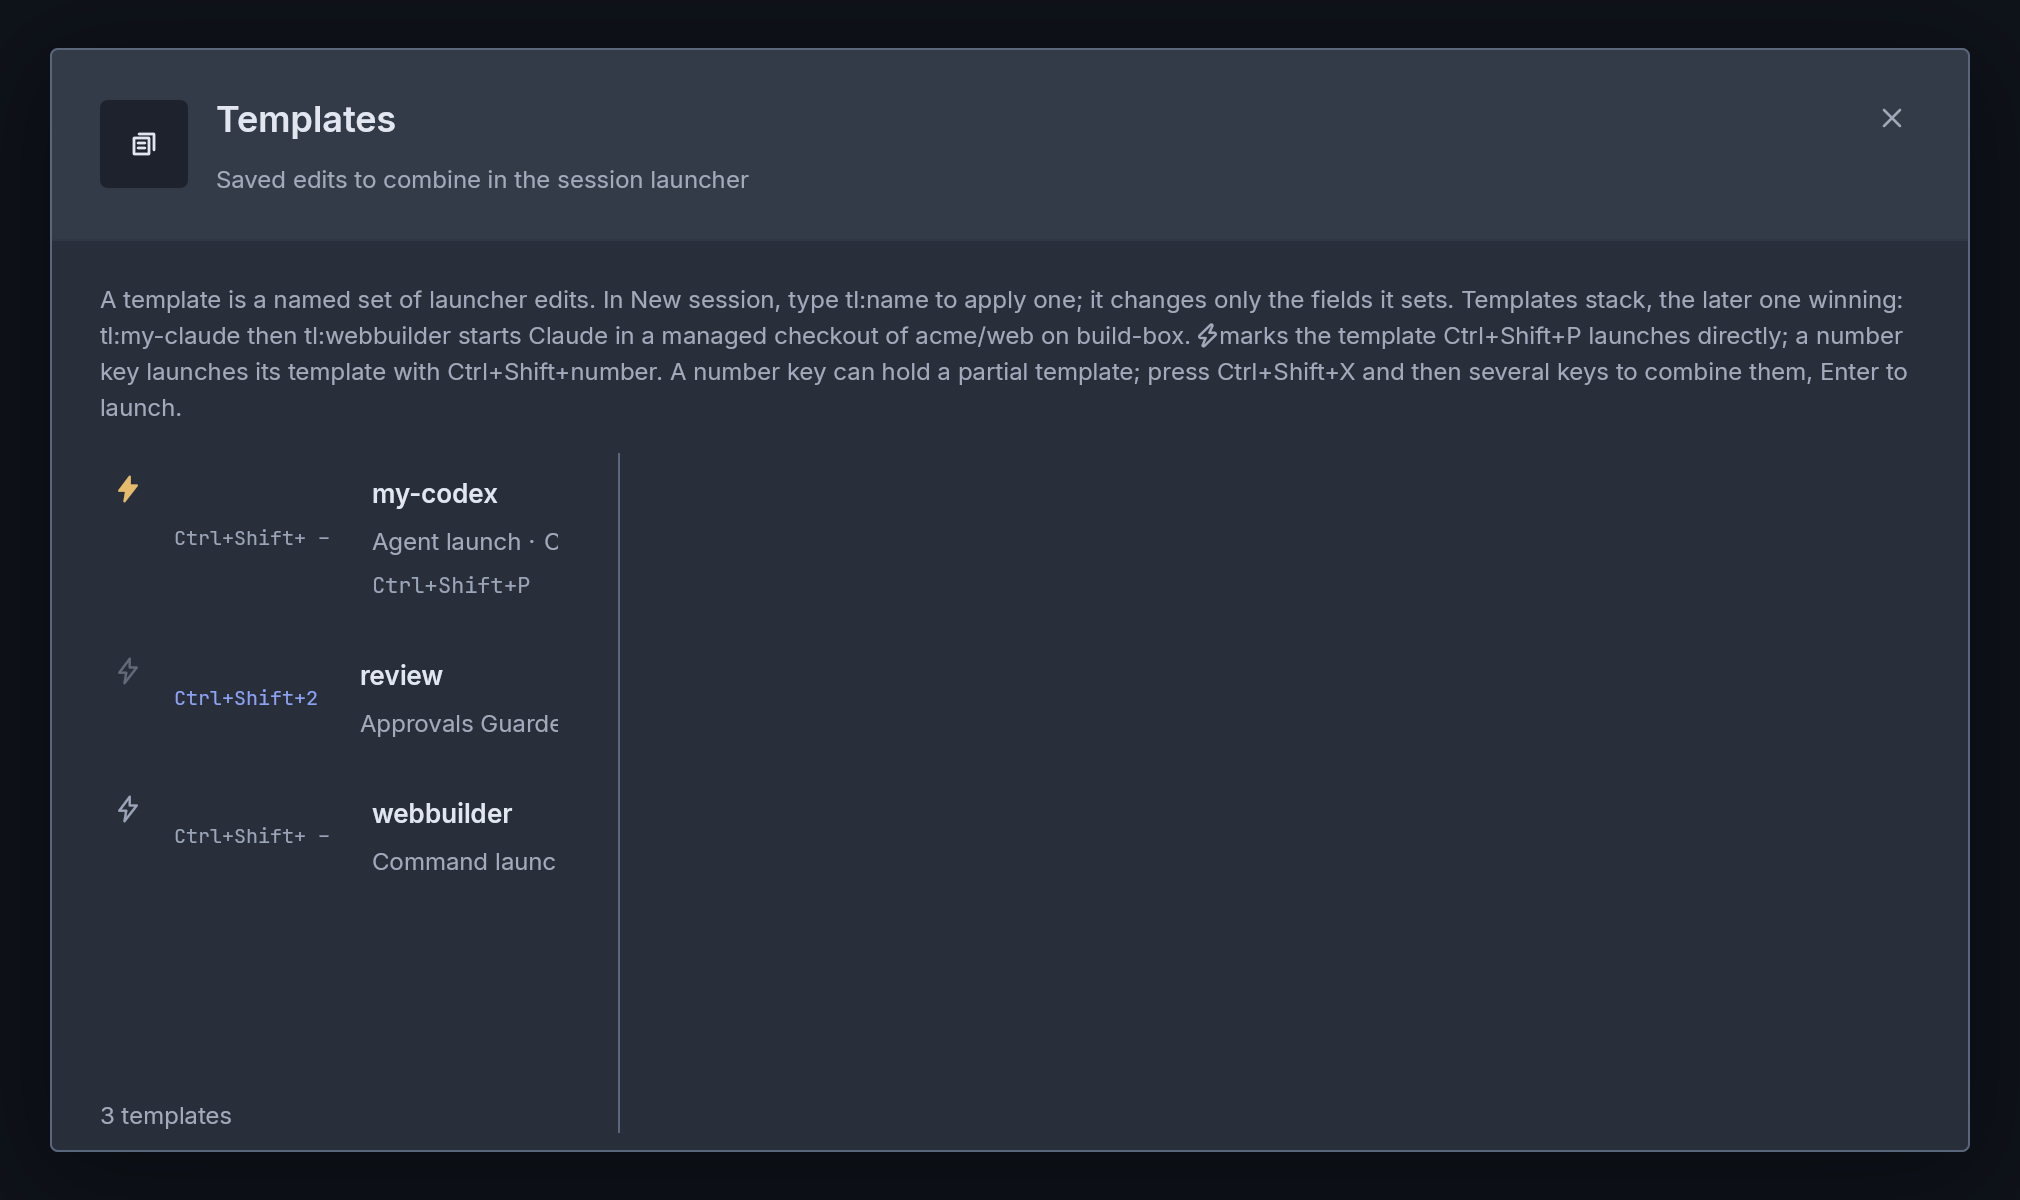 Templates
Saved edits to combine in the session launcher
A template is a named set of launcher edits. In New session, type tl:name to apply one; it changes only the fields it sets. Templates stack, the later one winning:
tl:my-claude then tl:webbuilder starts Claude in a managed checkout of acme/web on build-box. marks the template Ctrl+Shift+P launches directly; a number
key launches its template with Ctrl+Shift+number. A number key can hold a partial template; press Ctrl+Shift+X and then several keys to combine them, Enter to
launch.
my-codex
Ctrl+Shift+ –
Agent launch · C
Ctrl+Shift+P
review
Ctrl+Shift+2
Approvals Guarde
webbuilder
Ctrl+Shift+ –
Command launc
3 templates